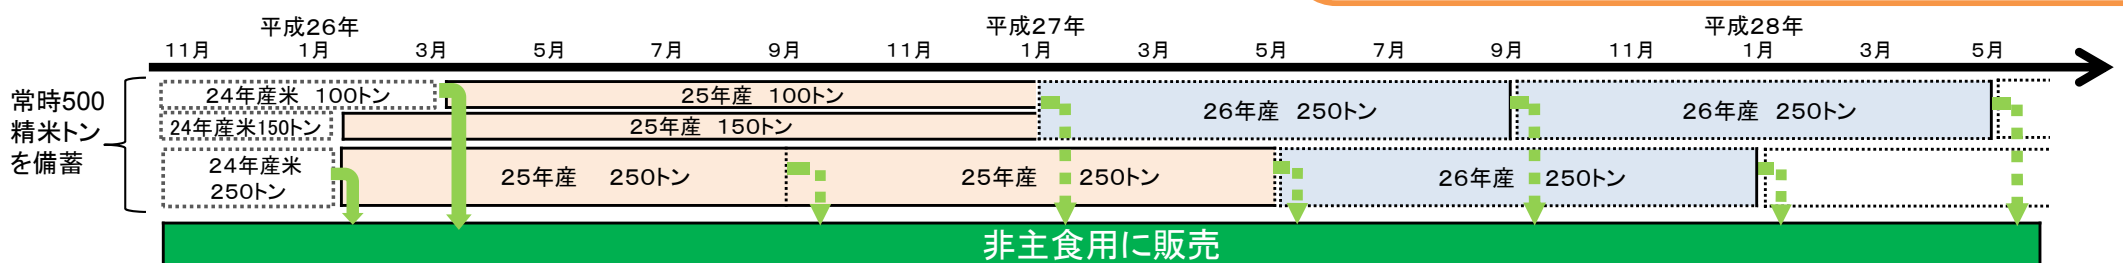 平成26年 平成27年 平成28年
11月 1月 3月 5月 7月 9月 11月 1月 3月 5月 7月 9月 11月 1月 3月 5月
常時500
精米トン
を備蓄
24年産米 100トン 25年産 100トン
26年産 250トン 26年産 250トン
24年産米150トン 25年産 150トン
24年産米
250トン
25年産 250トン 25年産 250トン 26年産 250トン
非主食用に販売